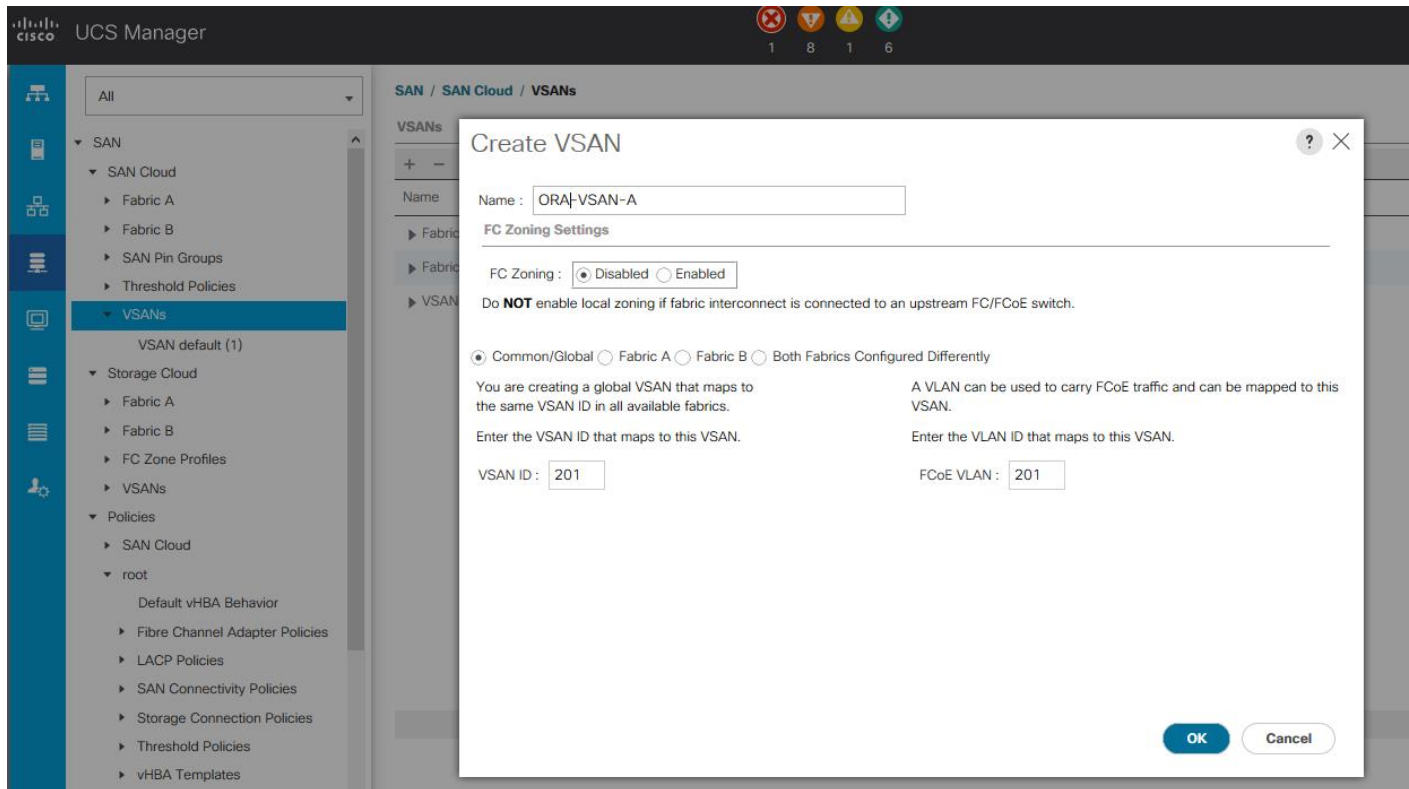 cisco UCS Manager
1 8 1 6
All
SAN
SAN Cloud
Fabric A
Fabric B
SAN Pin Groups
Threshold Policies
VSANs
VSAN default (1)
Storage Cloud
Fabric A
Fabric B
FC Zone Profiles
VSANs
Policies
SAN Cloud
root
Default vHBA Behavior
Fibre Channel Adapter Policies
LACP Policies
SAN Connectivity Policies
Storage Connection Policies
Threshold Policies
vHBA Templates
SAN / SAN Cloud / VSANs
VSANs
+ −
Name
Fabric
Fabric
VSAN
Create VSAN
?
Name : ORA-VSAN-A
FC Zoning Settings
FC Zoning : Disabled Enabled
Do NOT enable local zoning if fabric interconnect is connected to an upstream FC/FCoE switch.
Common/Global Fabric A Fabric B Both Fabrics Configured Differently
You are creating a global VSAN that maps to
the same VSAN ID in all available fabrics.
Enter the VSAN ID that maps to this VSAN.
VSAN ID : 201
A VLAN can be used to carry FCoE traffic and can be mapped to this
VSAN.
Enter the VLAN ID that maps to this VSAN.
FCoE VLAN : 201
OK Cancel